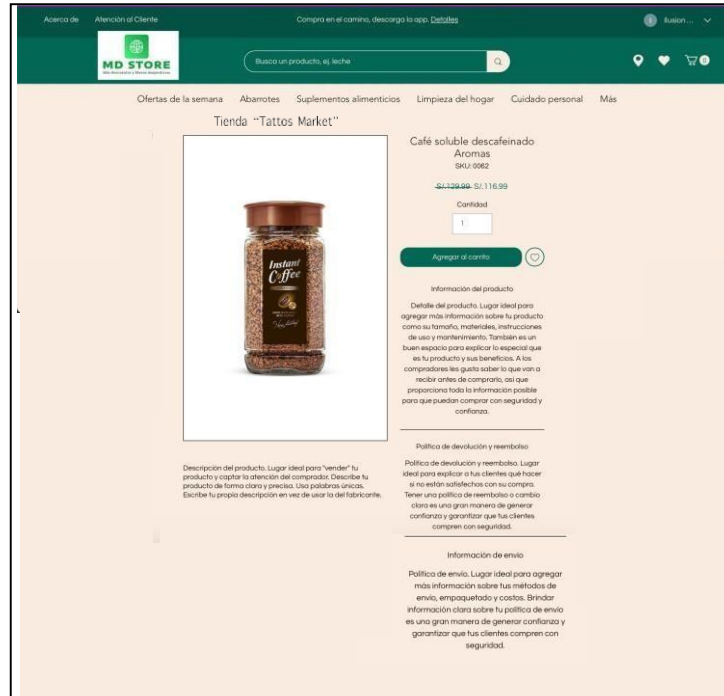 Acerca de Atención al Cliente Compra en el camino, descarga la app. Detalles Ilusion...
MD STORE
Busca un producto, ej. leche
0
Ofertas de la semana Abarrotes Suplementos alimenticios Limpieza del hogar Cuidado personal Más
Tienda “Tattos Market”
Café soluble descafeinado
Aromas
SKU: 0062
S/.129.99 S/.116.99
Cantidad
1
Agregar al carrito
Instant
Coffee
Información del producto
Detalle del producto. Lugar ideal para
agregar más información sobre tu producto
como su tamaño, materiales, instrucciones
de uso y mantenimiento. También es un
buen espacio para explicar lo especial que
es tu producto y sus beneficios. A los
compradores les gusta saber lo que van a
recibir antes de comprarlo, así que
proporciona toda la información posible
para que puedan comprar con seguridad y
confianza.
Política de devolución y reembolso
Política de devolución y reembolso. Lugar
ideal para explicar a tus clientes qué hacer
si no están satisfechos con su compra.
Tener una política de reembolso o cambio
clara es una gran manera de generar
confianza y garantizar que tus clientes
compren con seguridad.
Descripción del producto. Lugar ideal para "vender" tu
producto y captar la atención del comprador. Describe tu
producto de forma clara y precisa. Usa palabras únicas.
Escribe tu propia descripción en vez de usar la del fabricante.
Información de envío
Política de envío. Lugar ideal para agregar
más información sobre tus métodos de
envío, empaquetado y costos. Brindar
información clara sobre tu política de envío
es una gran manera de generar confianza y
garantizar que tus clientes compren con
seguridad.